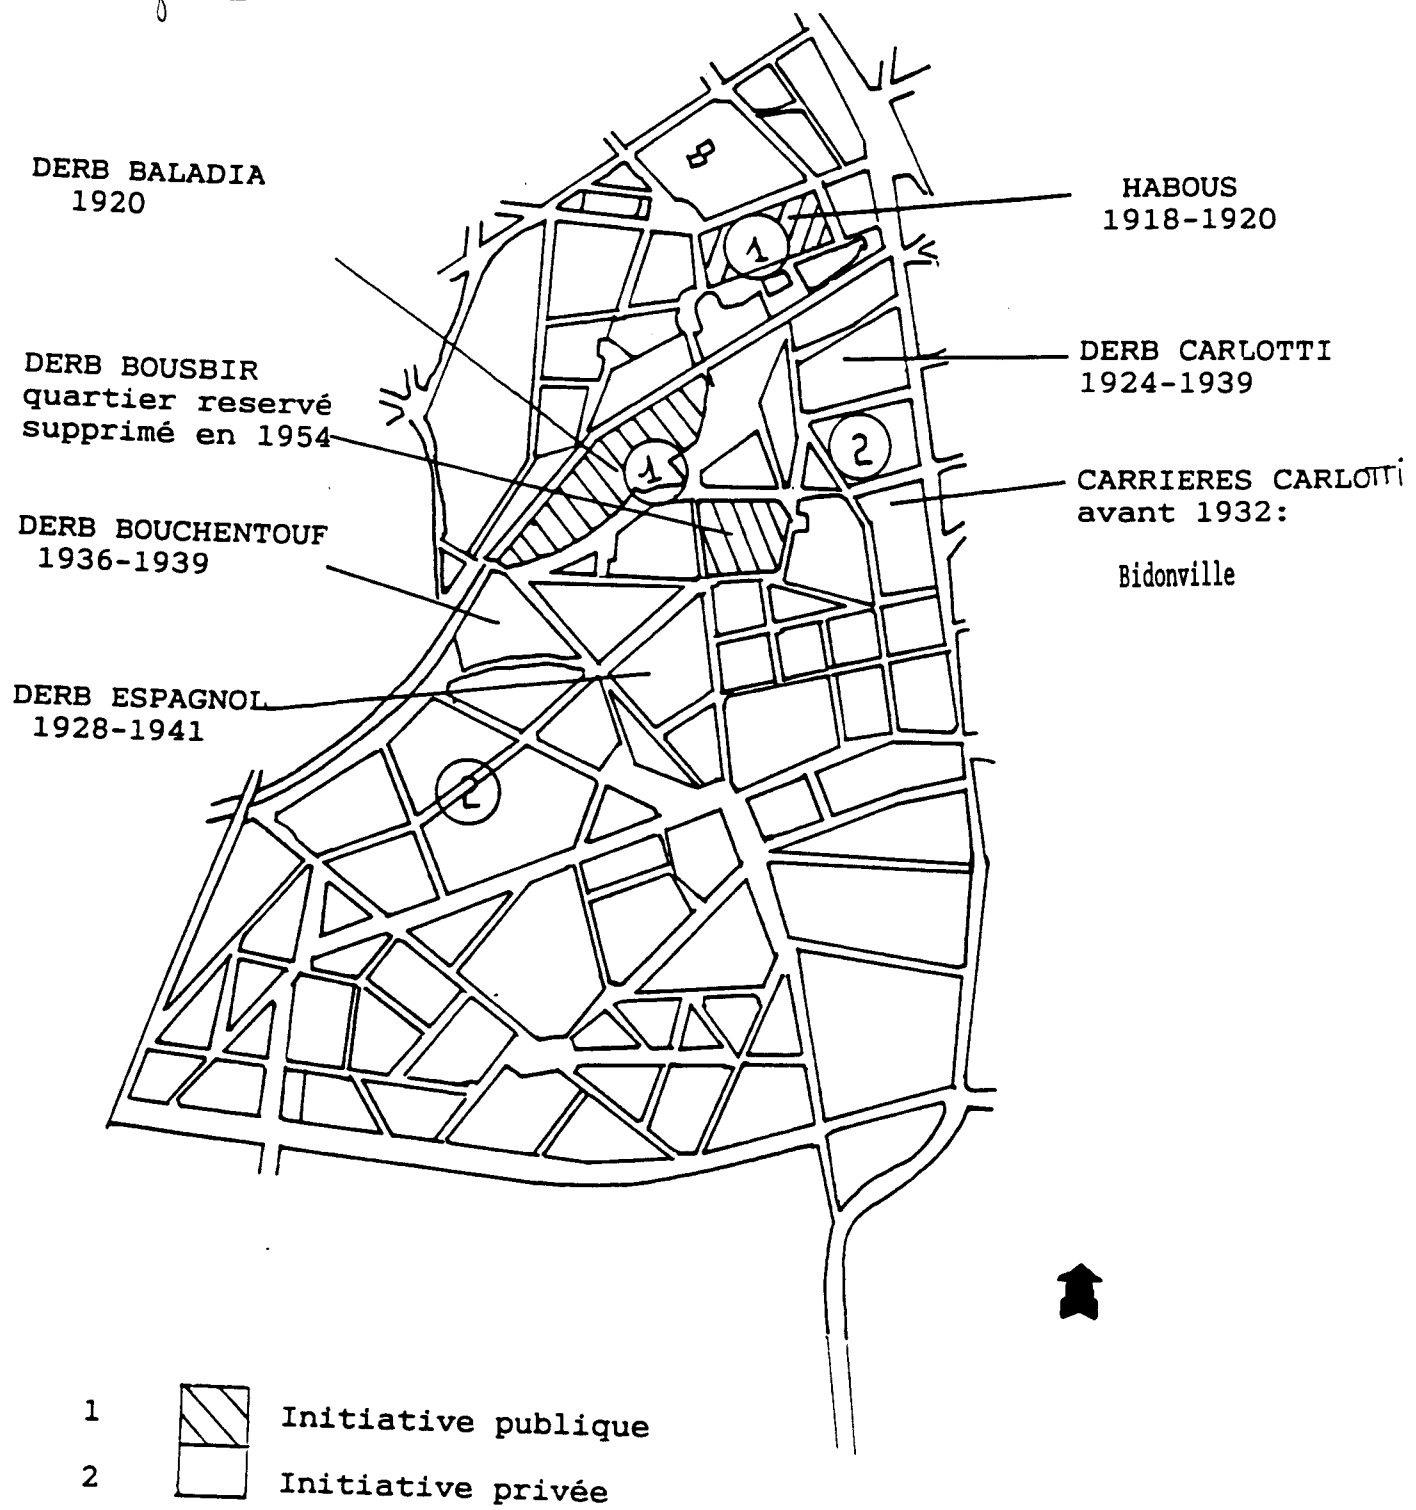 DERB BALADIA
1920
HABOUS
1918-1920
DERB BOUSBIR
quartier reservé
supprimé en 1954
DERB CARLOTTI
1924-1939
CARRIERES CARLOTTi
avant 1932:
Bidonville
DERB BOUCHENTOUF
1936-1939
DERB ESPAGNOL
1928-1941
1
1
2
2
1 Initiative publique
2 Initiative privée